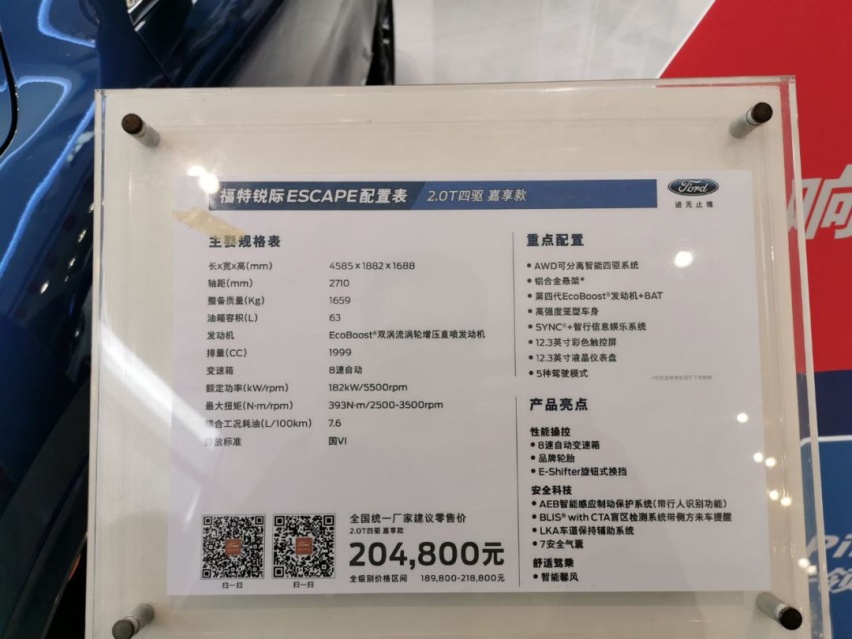 福特锐际ESCAPE配置表 2.0T四驱 嘉享款
Ford
进无止境
主要规格表
长x宽x高(mm) 4585 x 1882 x 1688
轴距(mm) 2710
整备质量(Kg) 1659
油箱容积(L) 63
发动机 EcoBoost®双涡流涡轮增压直喷发动机
排量(CC) 1999
变速箱 8速自动
额定功率(kW/rpm) 182kW/5500rpm
最大扭矩(N·m/rpm) 393N·m/2500-3500rpm
综合工况耗油(L/100km) 7.6
排放标准 国VI
全国统一厂家建议零售价
2.0T四驱 嘉享款
204,800元
全级别价格区间 189,800-218,800元
扫一扫 扫一扫
重点配置
• AWD可分离智能四驱系统
• 铝合金悬架*
• 第四代EcoBoost®发动机+8AT
• 高强度笼型车身
• SYNC®+智行信息娱乐系统
• 12.3英寸彩色触控屏
• 12.3英寸液晶仪表盘
• 5种驾驶模式
产品亮点
性能操控
• 8速自动变速箱
• 品牌轮胎
• E-Shifter旋钮式换挡
安全科技
• AEB智能感应制动保护系统(带行人识别功能)
• BLIS® with CTA盲区检测系统带侧方来车提醒
• LKA车道保持辅助系统
• 7安全气囊
舒适驾乘
• 智能馨风
响